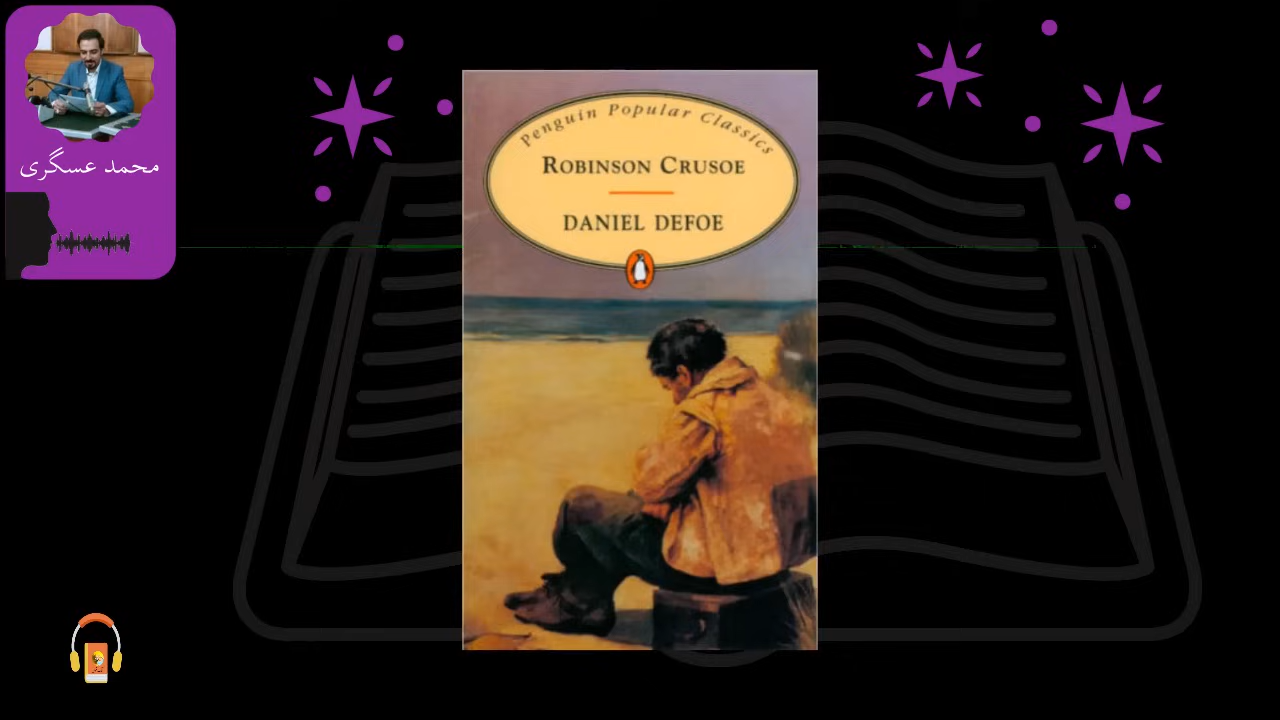 محمد عسگری
Penguin Popular Classics
ROBINSON CRUSOE
DANIEL DEFOE